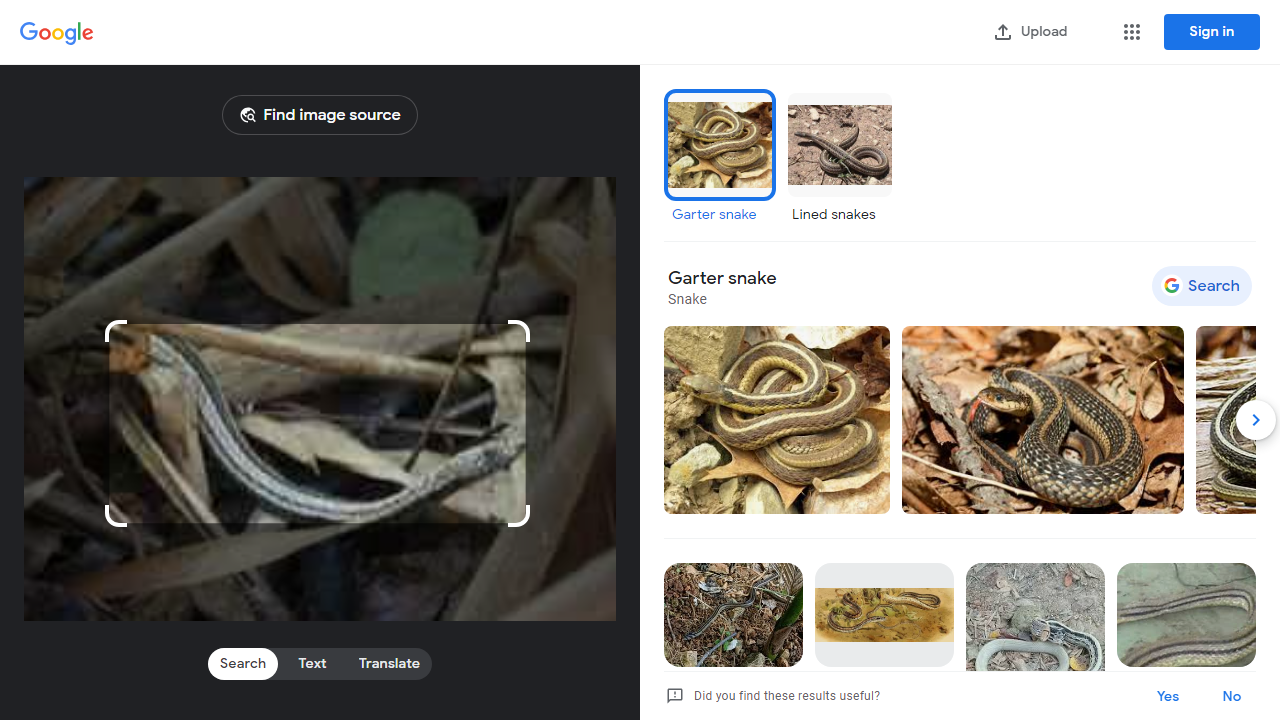 Google
Upload
Sign in
Find image source
Garter snake
Lined snakes
Garter snake
Snake
Search
Search
Text
Translate
Did you find these results useful?
Yes
No